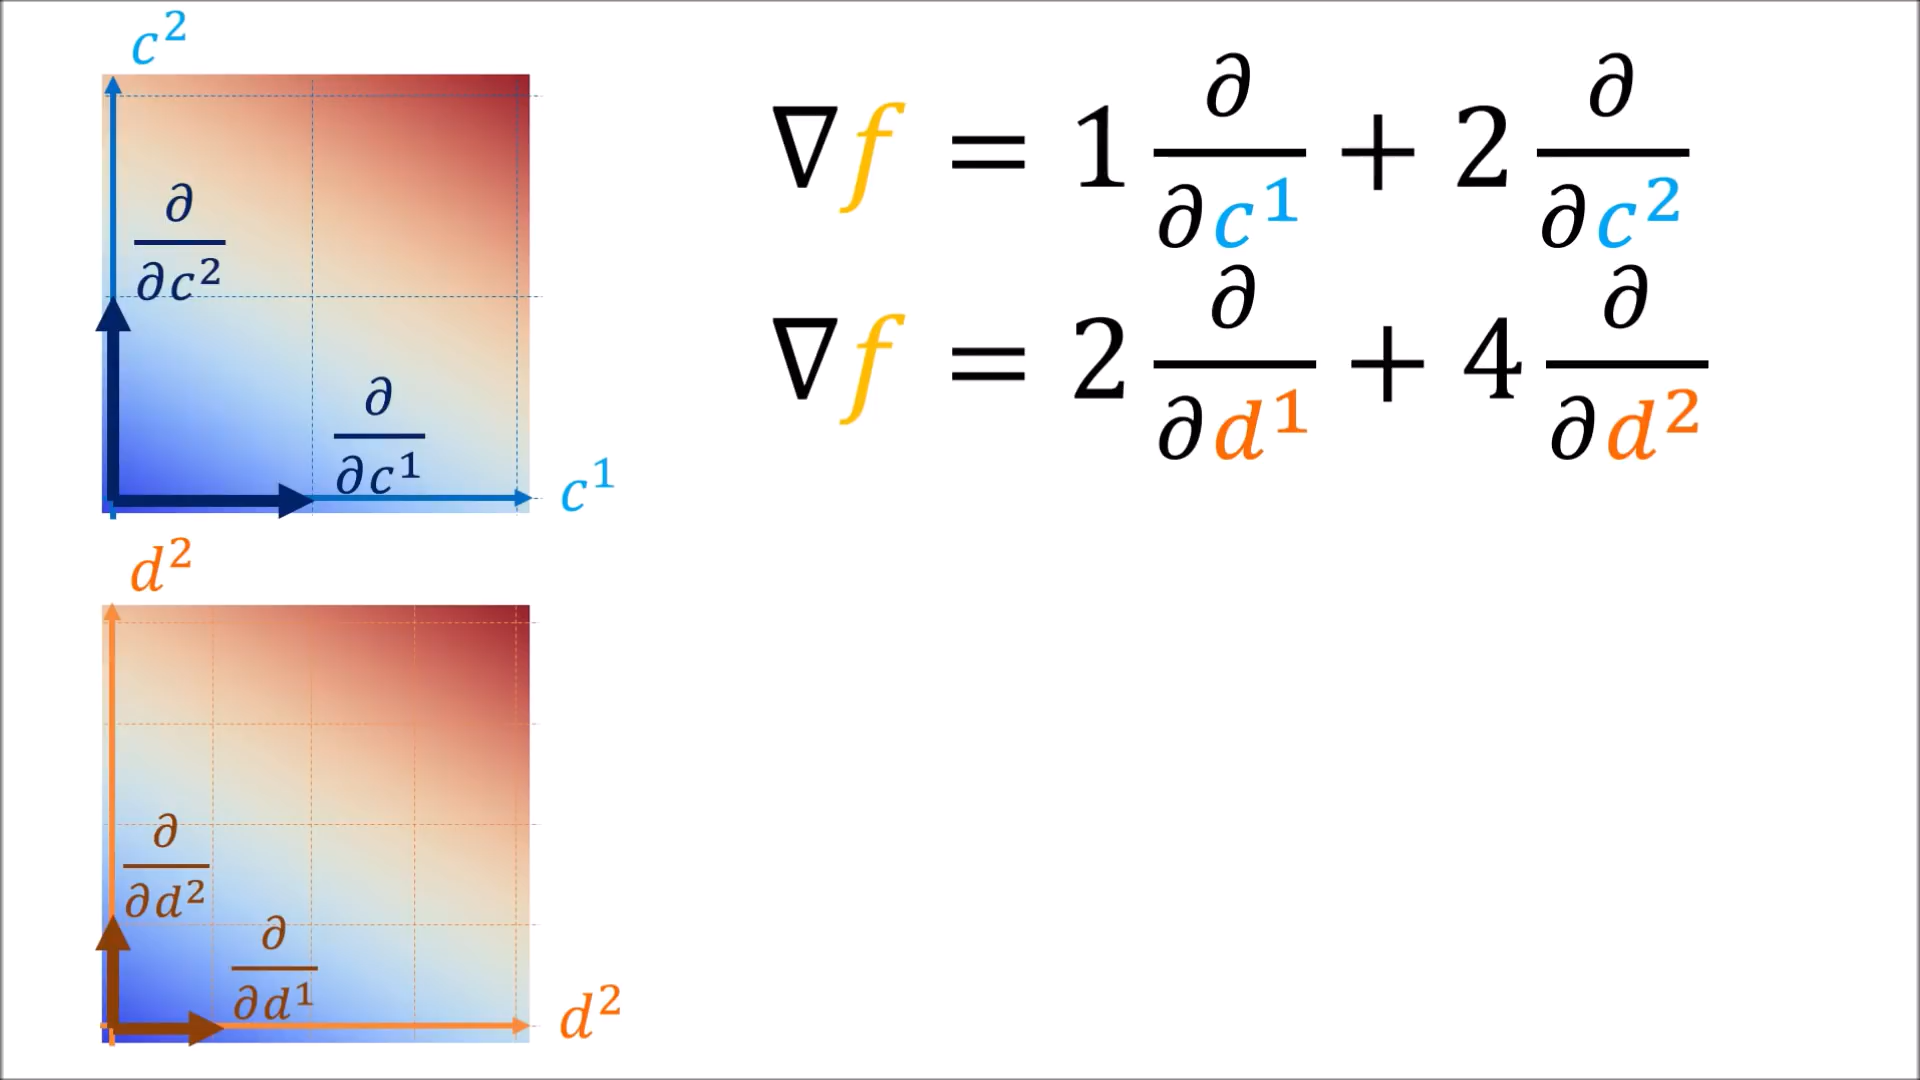 c²
∂/∂c²
∂/∂c¹
c¹
∇f = 1 ∂/∂c¹ + 2 ∂/∂c²
∇f = 2 ∂/∂d¹ + 4 ∂/∂d²
d²
∂/∂d²
∂/∂d¹
d²